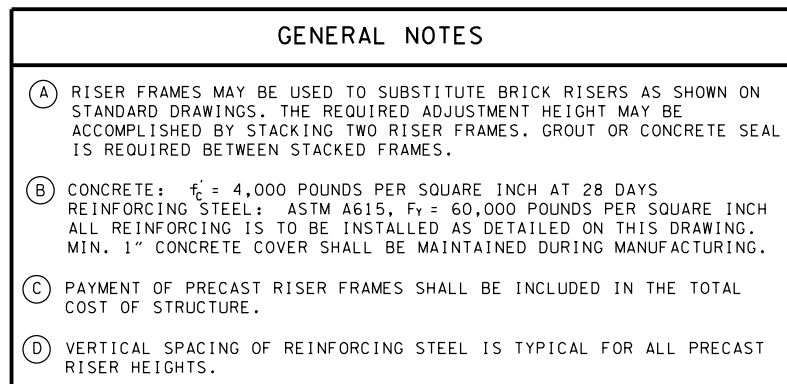 GENERAL NOTES
A RISER FRAMES MAY BE USED TO SUBSTITUTE BRICK RISERS AS SHOWN ON
STANDARD DRAWINGS. THE REQUIRED ADJUSTMENT HEIGHT MAY BE
ACCOMPLISHED BY STACKING TWO RISER FRAMES. GROUT OR CONCRETE SEAL
IS REQUIRED BETWEEN STACKED FRAMES.
B CONCRETE: f'c = 4,000 POUNDS PER SQUARE INCH AT 28 DAYS
REINFORCING STEEL: ASTM A615, FY = 60,000 POUNDS PER SQUARE INCH
ALL REINFORCING IS TO BE INSTALLED AS DETAILED ON THIS DRAWING.
MIN. 1" CONCRETE COVER SHALL BE MAINTAINED DURING MANUFACTURING.
C PAYMENT OF PRECAST RISER FRAMES SHALL BE INCLUDED IN THE TOTAL
COST OF STRUCTURE.
D VERTICAL SPACING OF REINFORCING STEEL IS TYPICAL FOR ALL PRECAST
RISER HEIGHTS.